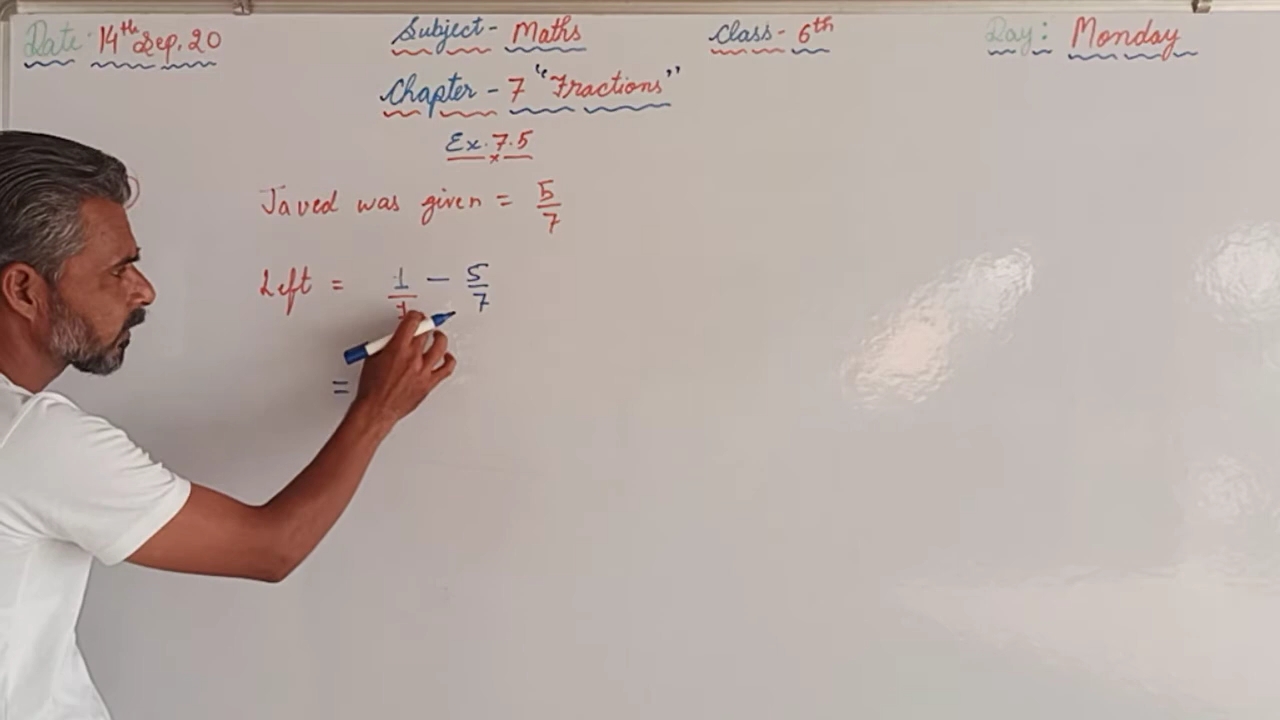 Date: 14th Sep. 20 Subject- Maths Class- 6th Day: Monday
Chapter - 7 "Fractions"
Ex. 7.5
Javed was given = 5/7
Left = 1/1 - 5/7
=